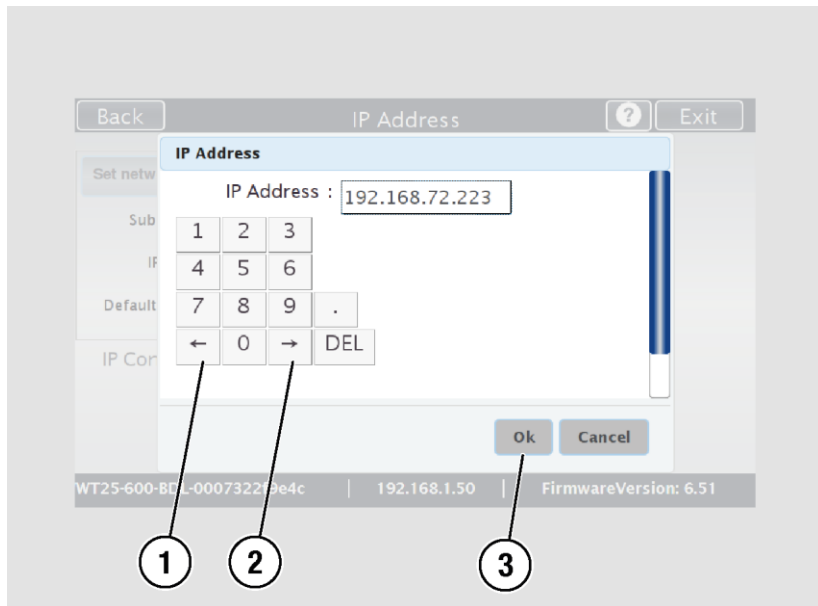 Back IP Address ? Exit
IP Address
Set netw
IP Address : 192.168.72.223
Sub
1 2 3
IF
4 5 6
Default
7 8 9 .
← 0 → DEL
IP Cor
Ok Cancel
WT25-600-BDL-0007322f9e4c | 192.168.1.50 | FirmwareVersion: 6.51
1 2 3